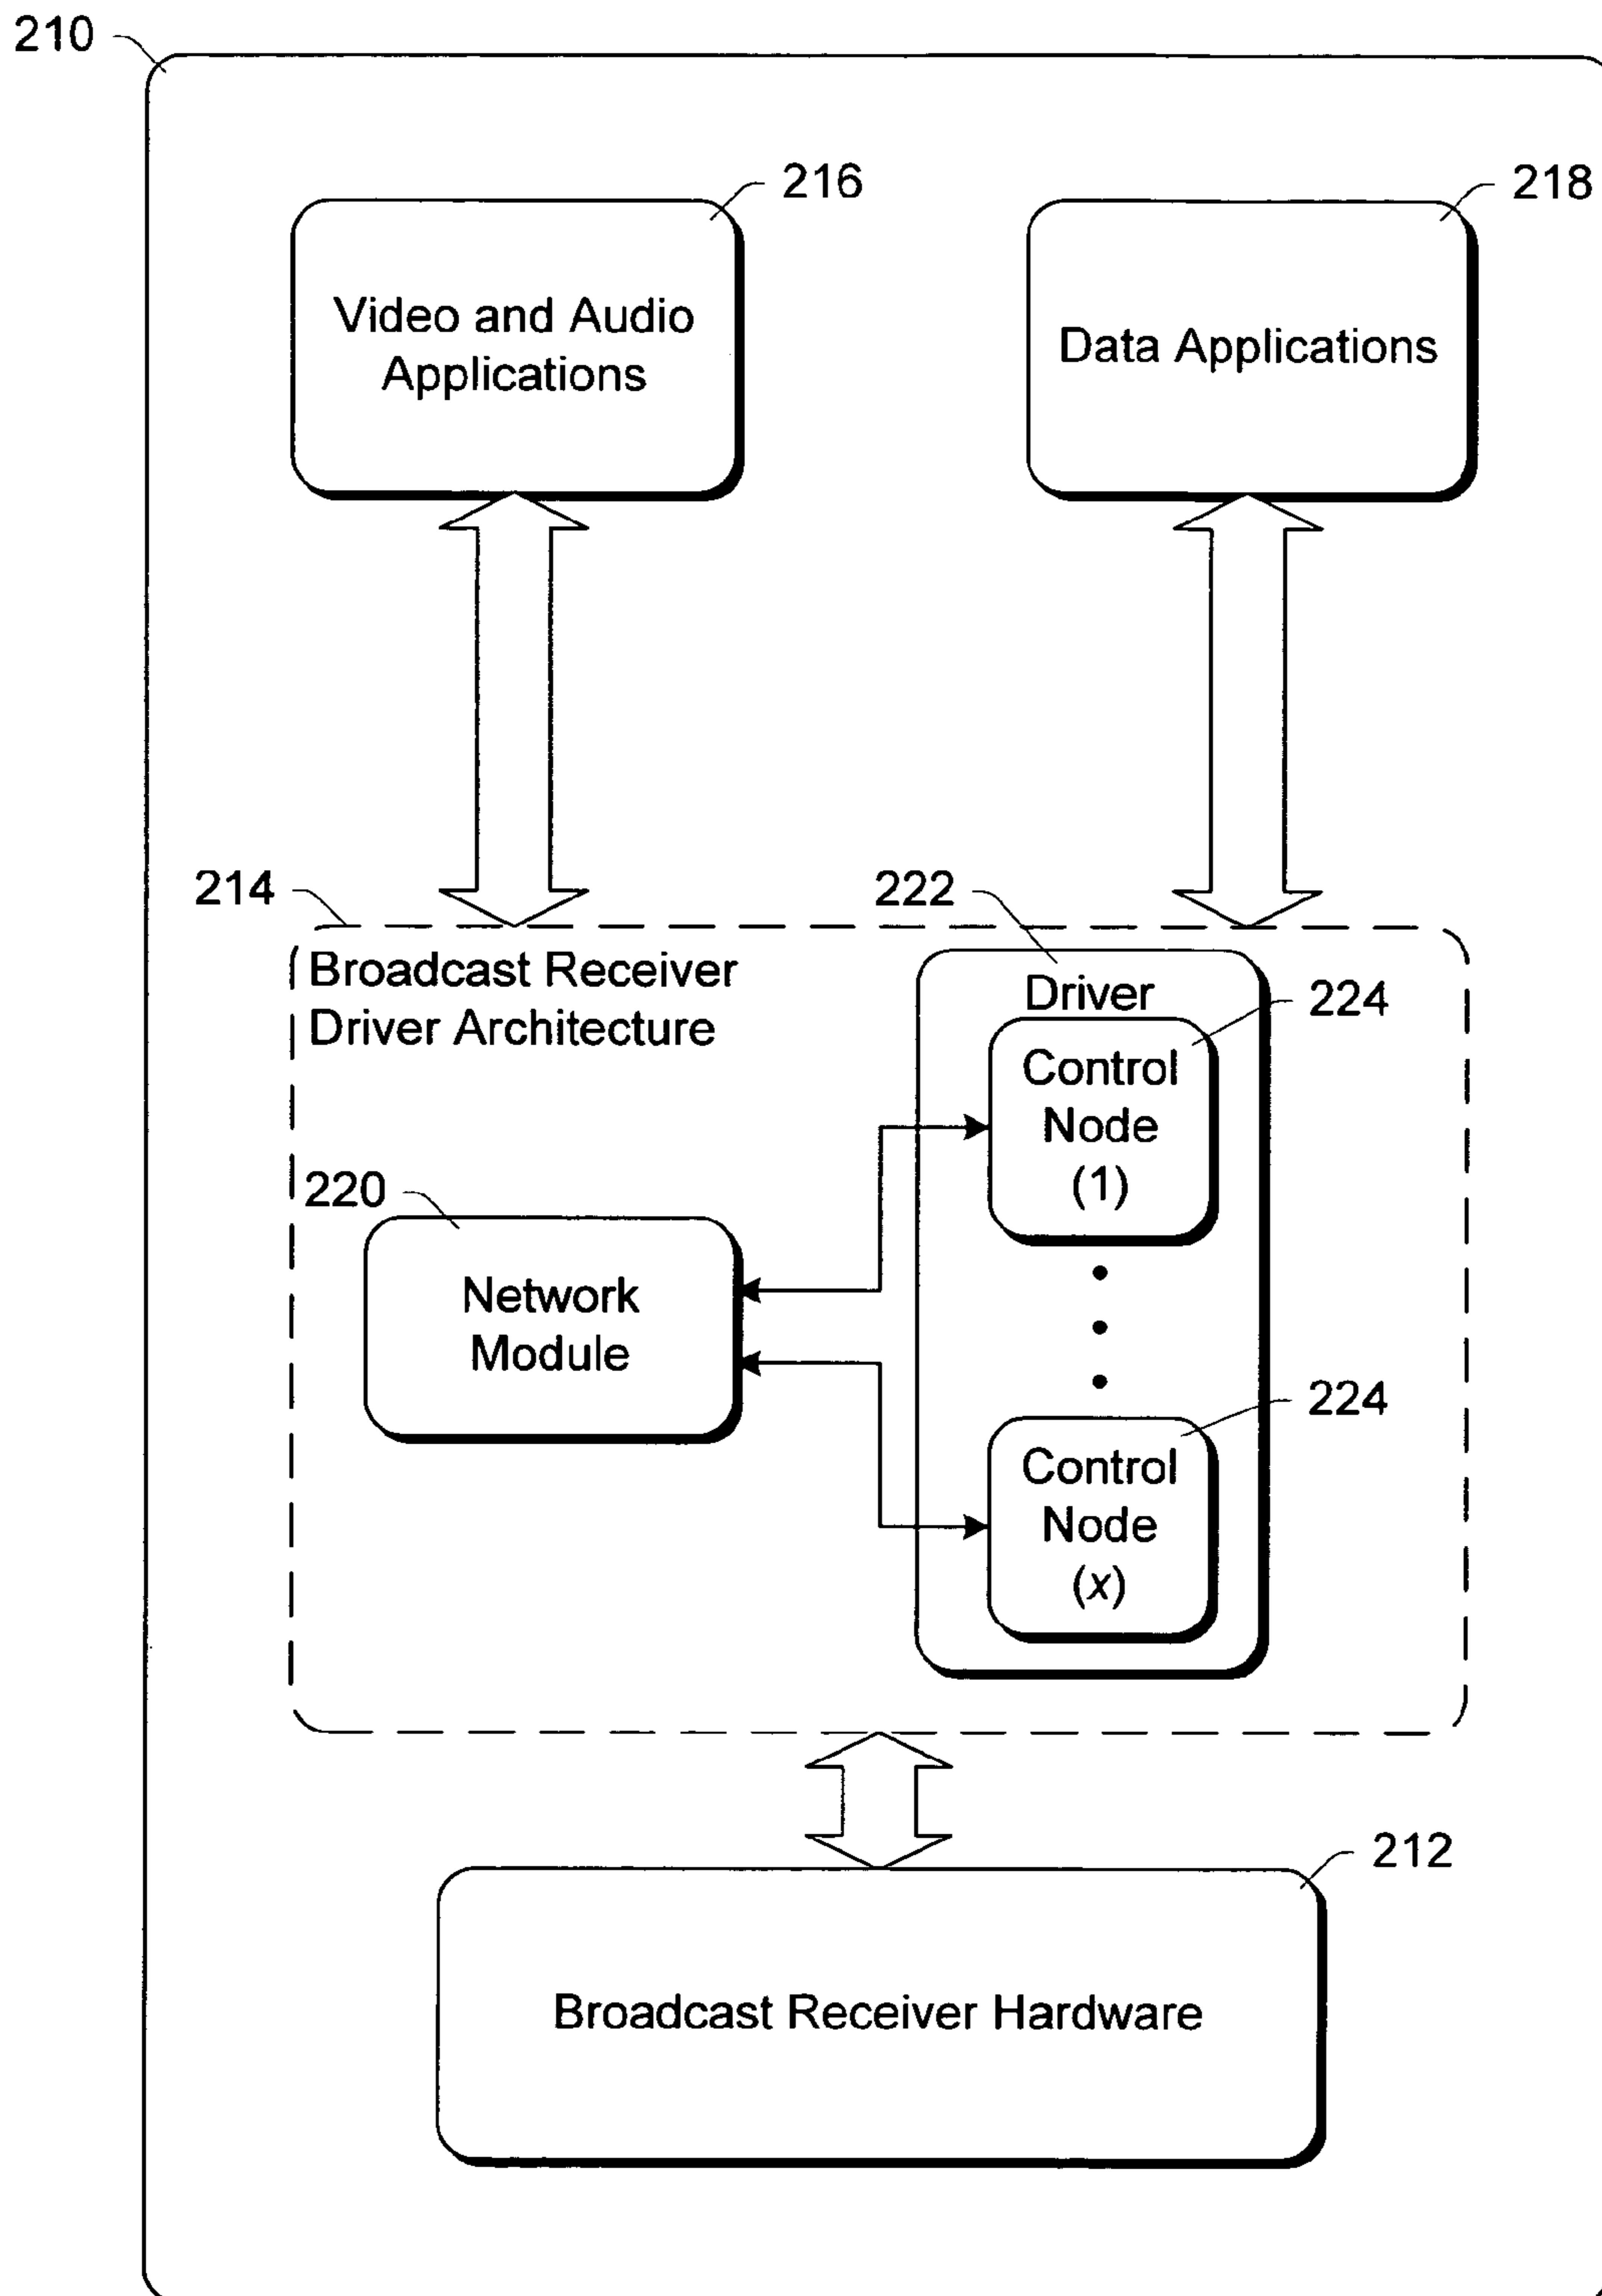 210
216
218
Video and Audio
Applications
Data Applications
214
222
Broadcast Receiver
Driver Architecture
Driver
224
Control
Node
(1)
220
Network
Module
224
Control
Node
(x)
212
Broadcast Receiver Hardware